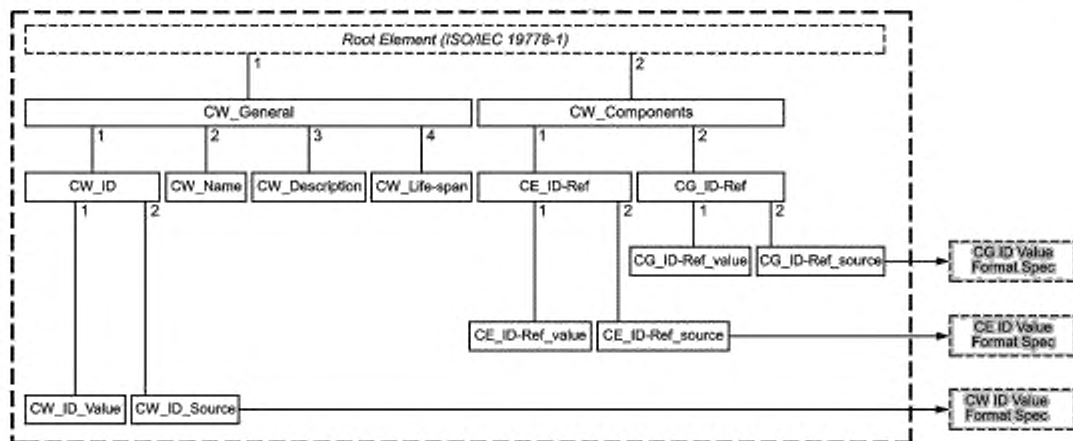 Root Element (ISO/IEC 19778-1)
1
2
CW_General
CW_Components
1
2
3
4
1
2
CW_ID
CW_Name
CW_Description
CW_Life-span
CE_ID-Ref
CG_ID-Ref
1
2
1
2
1
2
CG_ID-Ref_value
CG_ID-Ref_source
CG ID Value
Format Spec
CE_ID-Ref_value
CE_ID-Ref_source
CE ID Value
Format Spec
CW_ID_Value
CW_ID_Source
CW ID Value
Format Spec